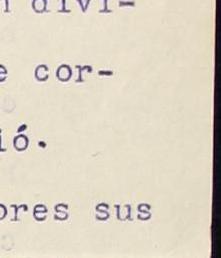 divi-
e cor-
ió.
ores sus